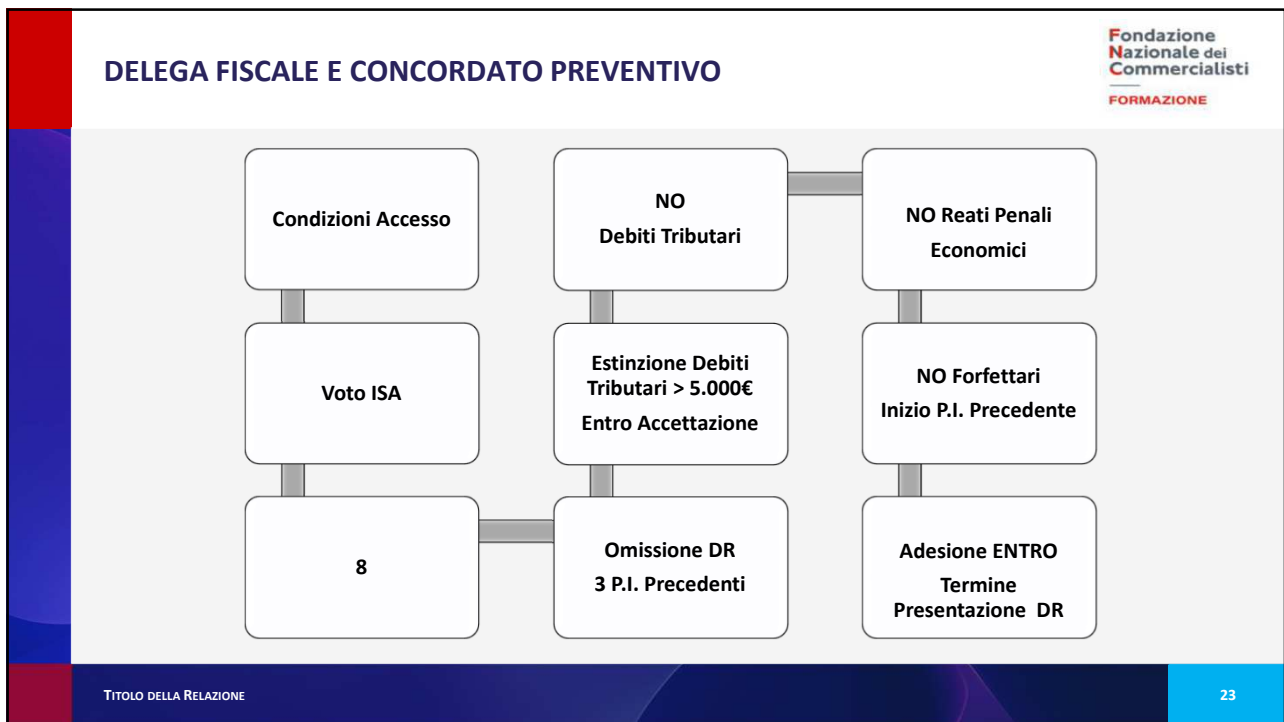 DELEGA FISCALE E CONCORDATO PREVENTIVO
Fondazione
Nazionale dei
Commercialisti
FORMAZIONE
Condizioni Accesso
Voto ISA
8
Omissione DR
3 P.I. Precedenti
Estinzione Debiti
Tributari > 5.000€
Entro Accettazione
NO
Debiti Tributari
NO Reati Penali
Economici
NO Forfettari
Inizio P.I. Precedente
Adesione ENTRO
Termine
Presentazione DR
TITOLO DELLA RELAZIONE
23